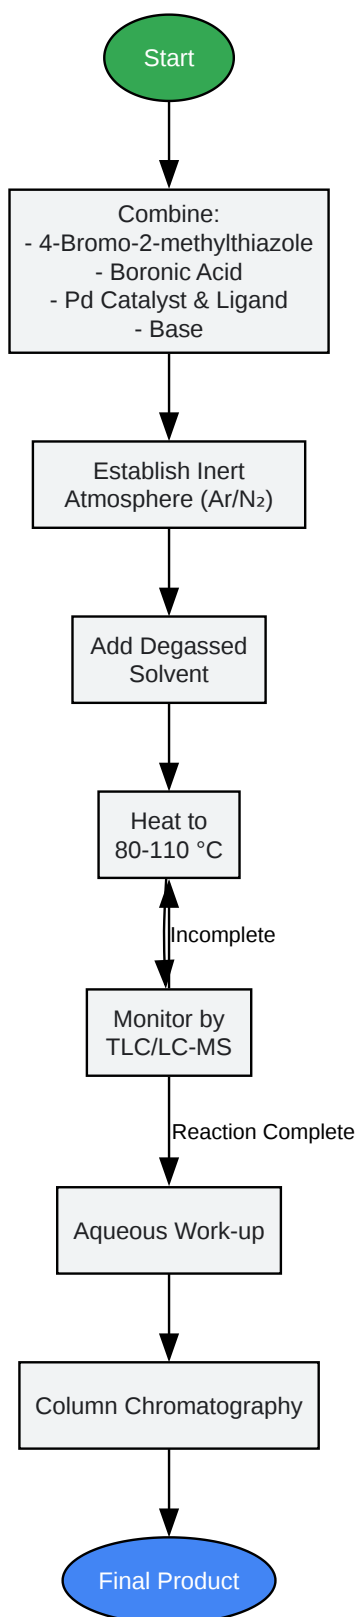 Start
Combine:
- 4-Bromo-2-methylthiazole
- Boronic Acid
- Pd Catalyst & Ligand
- Base
Establish Inert
Atmosphere (Ar/N₂)
Add Degassed
Solvent
Heat to
80-110 °C
Incomplete
Monitor by
TLC/LC-MS
Reaction Complete
Aqueous Work-up
Column Chromatography
Final Product